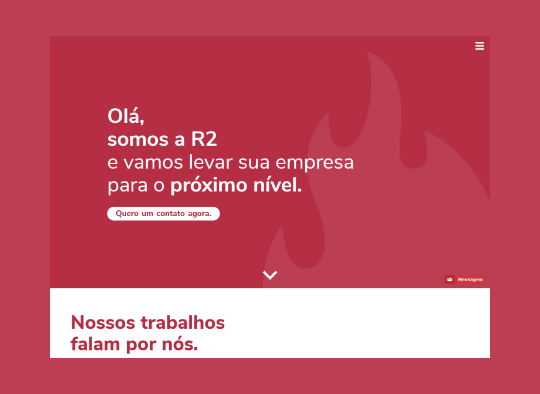 Olá,
somos a R2
e vamos levar sua empresa
para o próximo nível.
Quero um contato agora.
Mensagem
Nossos trabalhos
falam por nós.